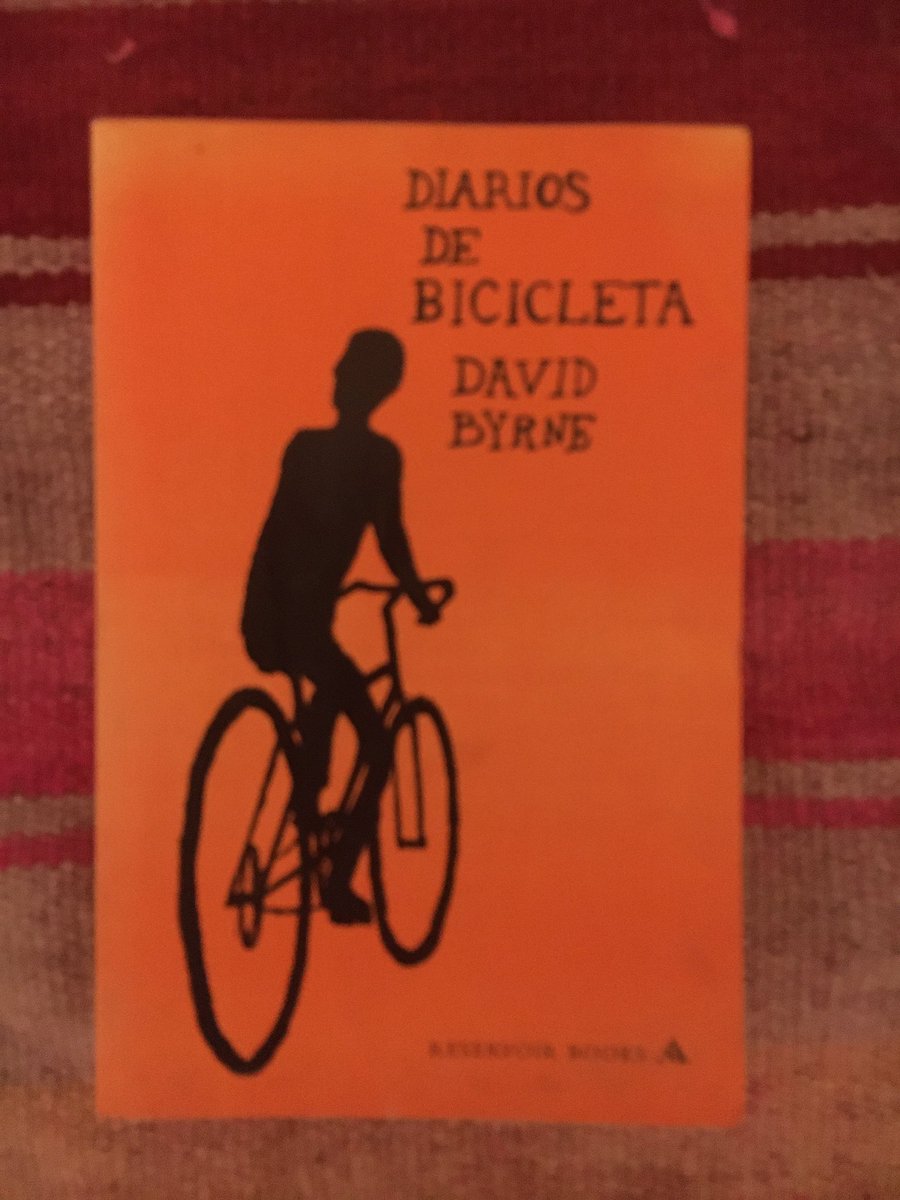 DIARIOS
DE
BICICLETA
DAVID
BYRNE
RESERVOIR BOOKS